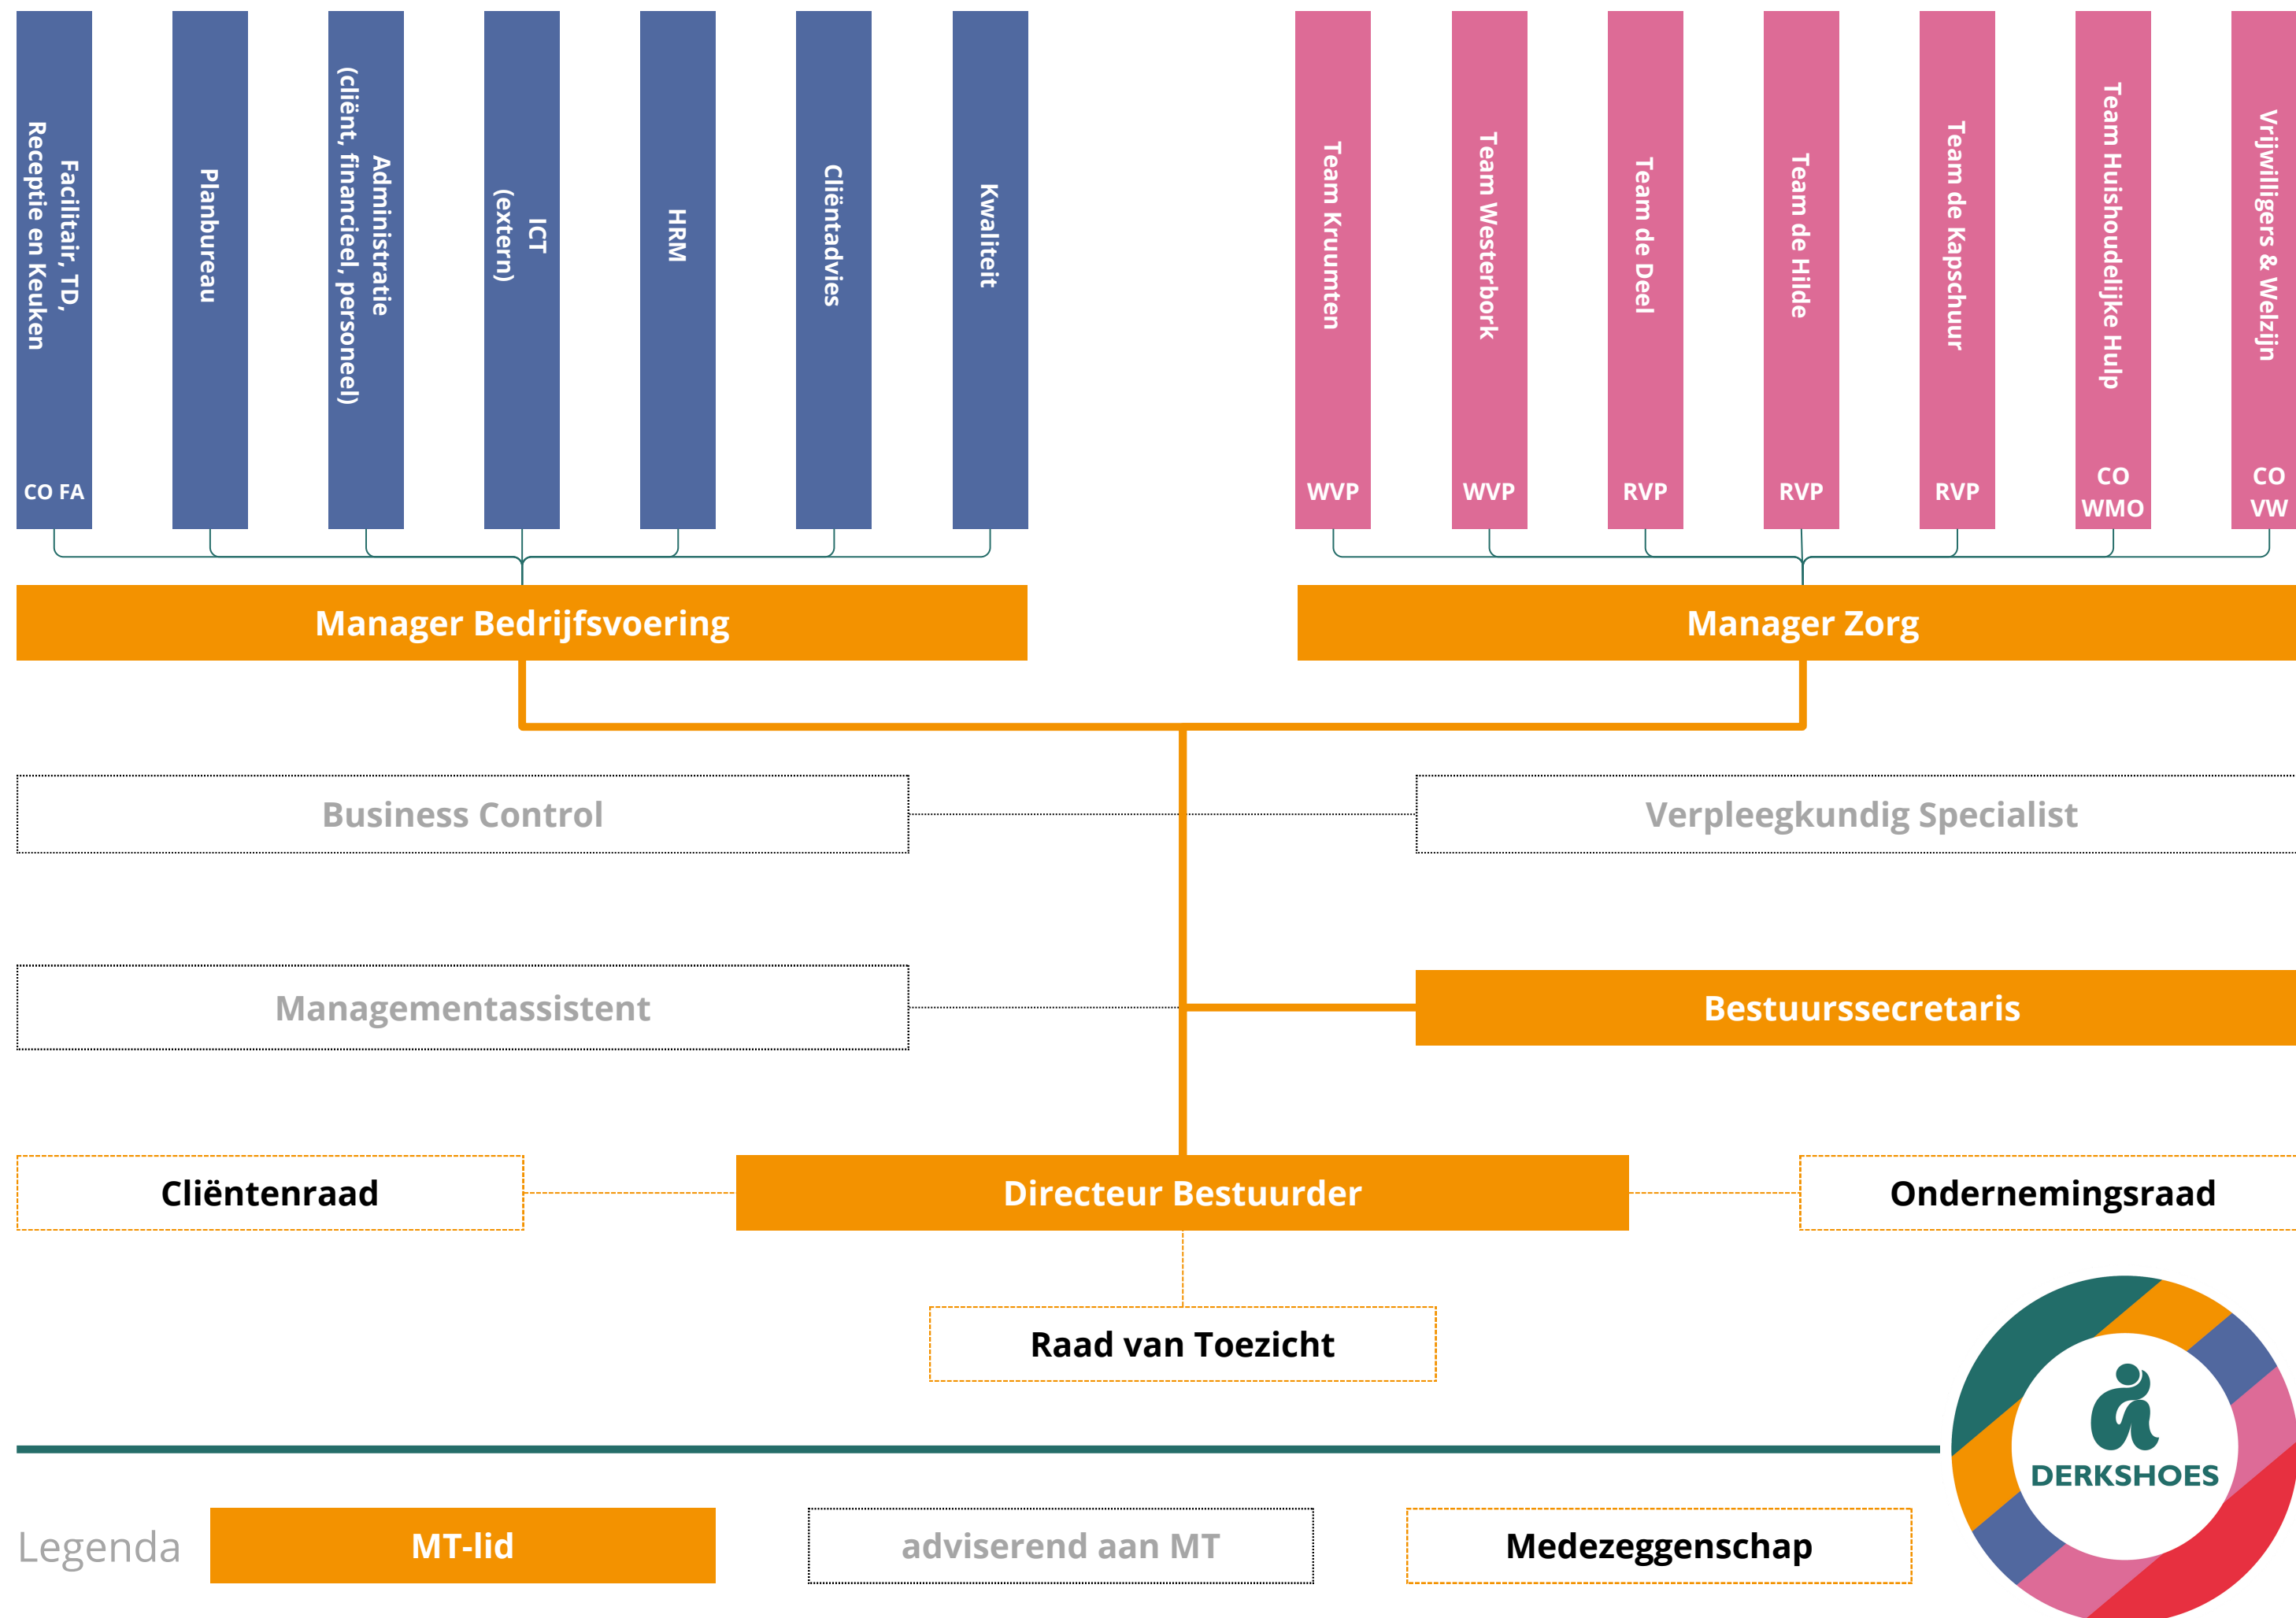 Facilitair, TD,
Receptie en Keuken
CO FA
Planbureau
Administratie
(cliënt, financieel, personeel)
ICT
(extern)
HRM
Cliëntadvies
Kwaliteit
Team Kruumten
WVP
Team Westerbork
WVP
Team de Deel
RVP
Team de Hilde
RVP
Team de Kapschuur
RVP
Team Huishoudelijke Hulp
CO
WMO
Vrijwilligers & Welzijn
CO
VW
Manager Bedrijfsvoering
Manager Zorg
Business Control
Verpleegkundig Specialist
Managementassistent
Bestuurssecretaris
Cliëntenraad
Directeur Bestuurder
Ondernemingsraad
Raad van Toezicht
DERKSHOES
Legenda
MT-lid
adviserend aan MT
Medezeggenschap